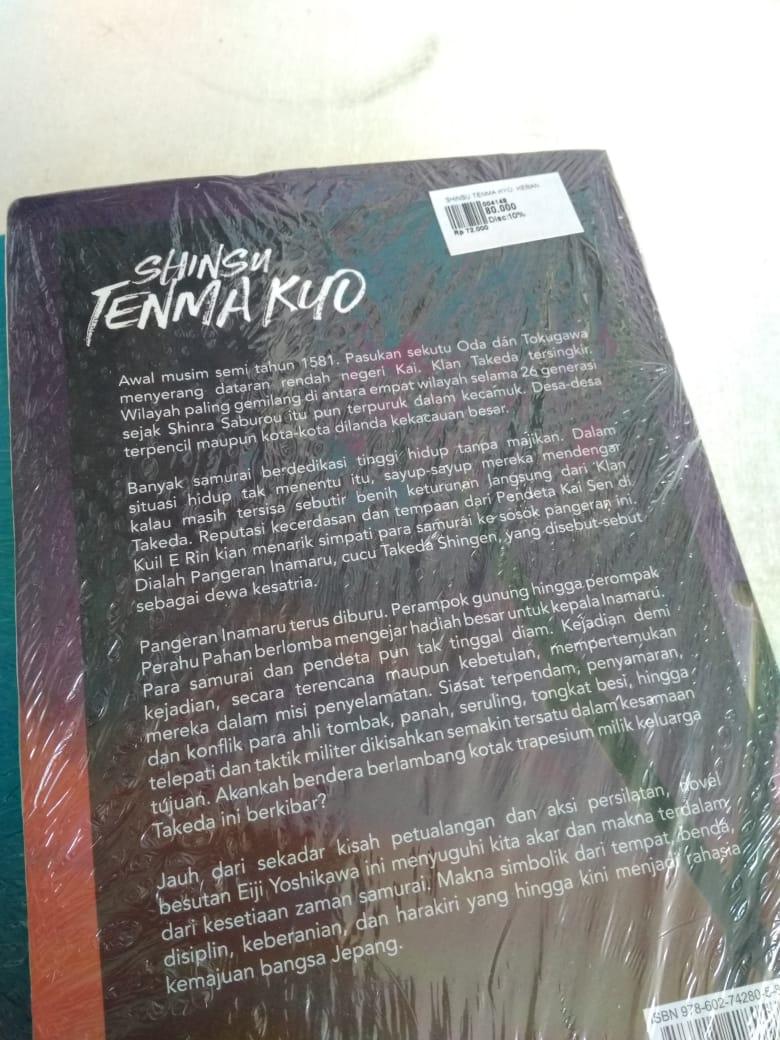 SHINSU TENMA KYO: KEBAN
004148
80.000
Disc:10%
Rp 72.000
SHINSU
TENMA KYO
Awal musim semi tahun 1581. Pasukan sekutu Oda dan Tokugawa
menyerang dataran rendah negeri Kai. Klan Takeda tersingkir.
Wilayah paling gemilang di antara empat wilayah selama 26 generasi
sejak Shinra Saburou itu pun terpuruk dalam kecamuk. Desa-desa
terpencil maupun kota-kota dilanda kekacauan besar.
Banyak samurai berdedikasi tinggi hidup tanpa majikan. Dalam
situasi hidup tak menentu itu, sayup-sayup mereka mendengar
kalau masih tersisa sebutir benih keturunan langsung dari Klan
Takeda. Reputasi kecerdasan dan tempaan dari Pendeta Kai Sen di
Kuil E Rin kian menarik simpati para samurai ke sosok pangeran ini.
Dialah Pangeran Inamaru, cucu Takeda Shingen, yang disebut-sebut
sebagai dewa kesatria.
Pangeran Inamaru terus diburu. Perampok gunung hingga perompak
Perahu Pahan berlomba mengejar hadiah besar untuk kepala Inamaru.
Para samurai dan pendeta pun tak tinggal diam. Kejadian demi
kejadian, secara terencana maupun kebetulan, mempertemukan
mereka dalam misi penyelamatan. Siasat terpendam, penyamaran,
dan konflik para ahli tombak, panah, seruling, tongkat besi, hingga
telepati dan taktik militer dikisahkan semakin tersatu dalam kesamaan
tujuan. Akankah bendera berlambang kotak trapesium milik keluarga
Takeda ini berkibar?
Jauh dari sekadar kisah petualangan dan aksi persilatan, novel
besutan Eiji Yoshikawa ini menyuguhi kita akar dan makna terdalam
dari kesetiaan zaman samurai. Makna simbolik dari tempat, benda,
disiplin, keberanian, dan harakiri yang hingga kini menjadi rahasia
kemajuan bangsa Jepang.
ISBN 978-602-74280-5-